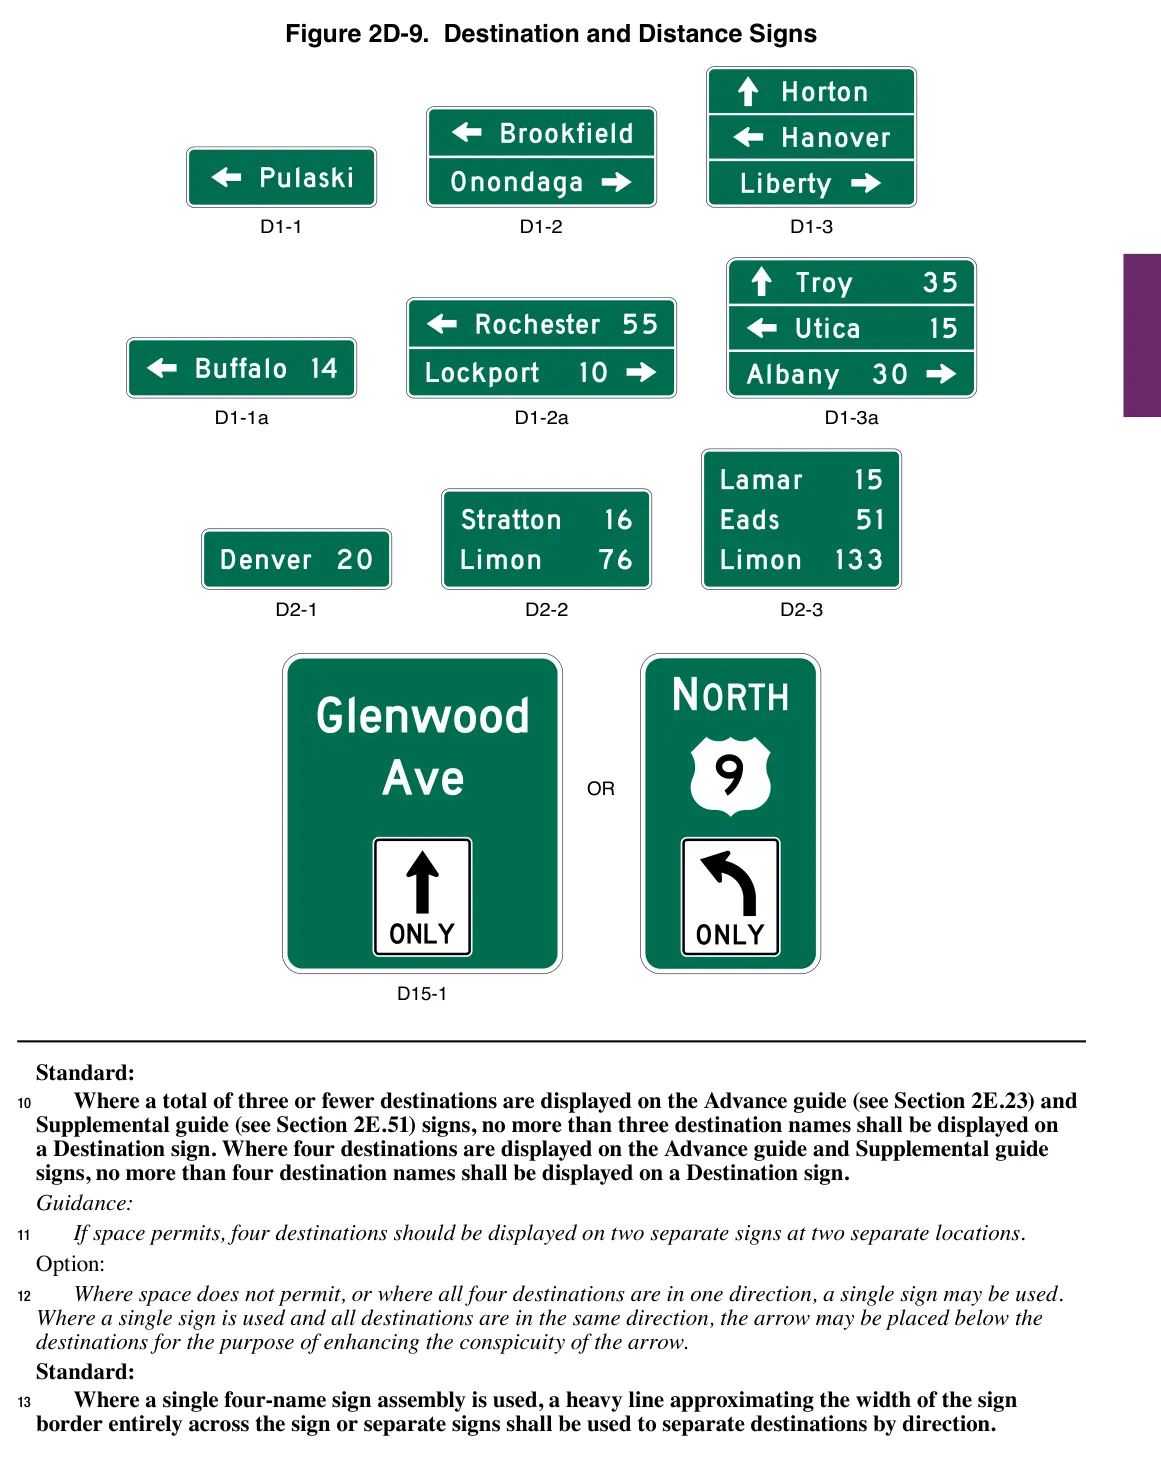 Figure 2D-9. Destination and Distance Signs
Pulaski
D1-1
Brookfield
Onondaga
D1-2
Horton
Hanover
Liberty
D1-3
Buffalo 14
D1-1a
Rochester 55
Lockport 10
D1-2a
Troy 35
Utica 15
Albany 30
D1-3a
Denver 20
D2-1
Stratton 16
Limon 76
D2-2
Lamar 15
Eads 51
Limon 133
D2-3
Glenwood
Ave
ONLY
D15-1
OR
NORTH
9
ONLY
Standard:
10 Where a total of three or fewer destinations are displayed on the Advance guide (see Section 2E.23) and
Supplemental guide (see Section 2E.51) signs, no more than three destination names shall be displayed on
a Destination sign. Where four destinations are displayed on the Advance guide and Supplemental guide
signs, no more than four destination names shall be displayed on a Destination sign.
Guidance:
11 If space permits, four destinations should be displayed on two separate signs at two separate locations.
Option:
12 Where space does not permit, or where all four destinations are in one direction, a single sign may be used.
Where a single sign is used and all destinations are in the same direction, the arrow may be placed below the
destinations for the purpose of enhancing the conspicuity of the arrow.
Standard:
13 Where a single four-name sign assembly is used, a heavy line approximating the width of the sign
border entirely across the sign or separate signs shall be used to separate destinations by direction.